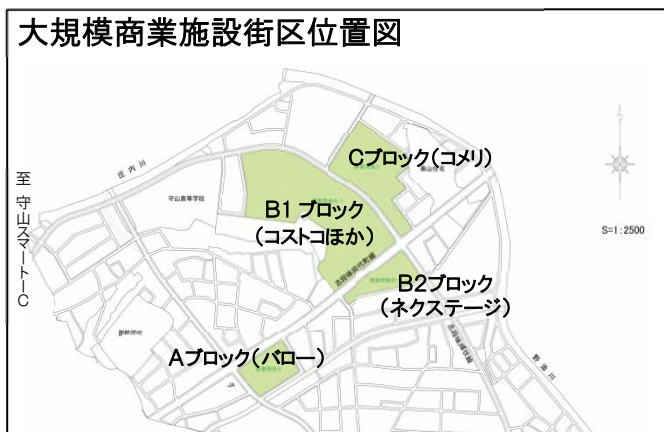 大規模商業施設街区位置図
庄内川
至 守山スマートIC
守山高等学校
Cブロック(コメリ)
B1 ブロック
(コストコほか)
S=1:2500
B2ブロック
(ネクステージ)
Aブロック(バロー)
野添川